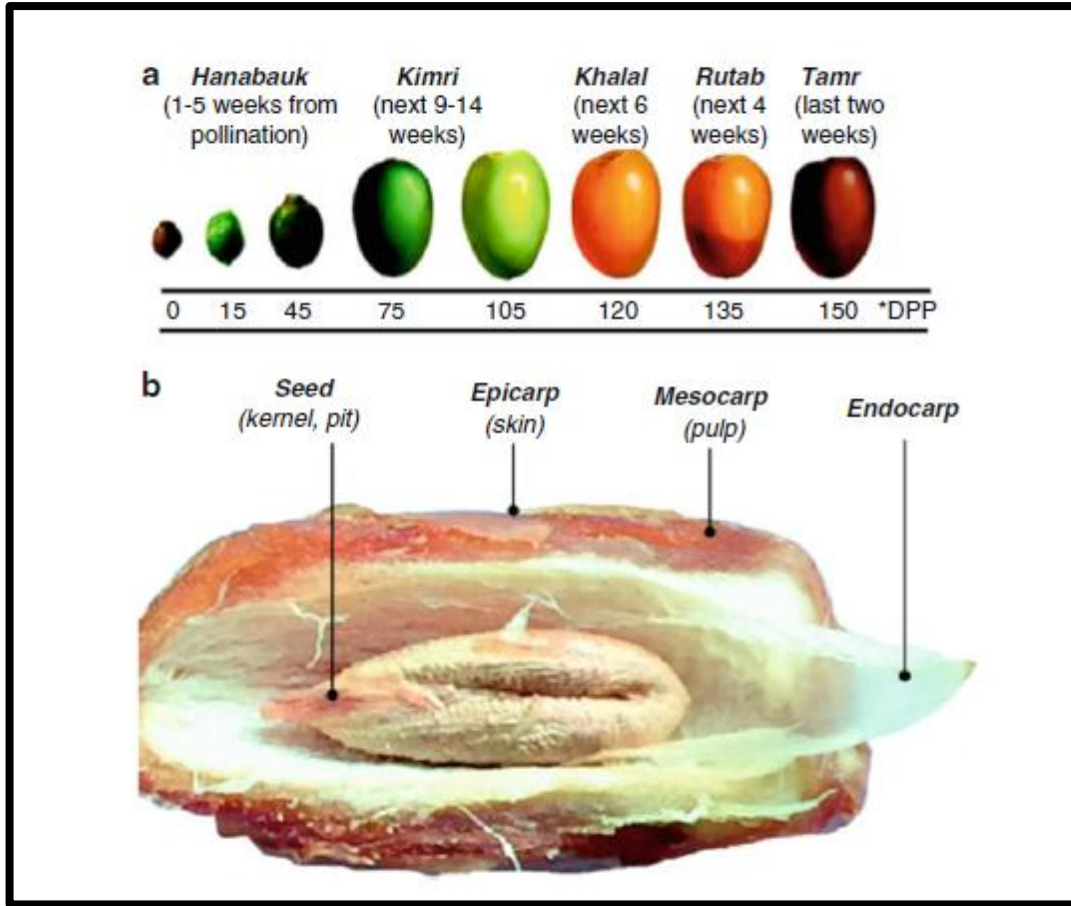 a
Hanabauk
(1-5 weeks from
pollination)
Kimri
(next 9-14
weeks)
Khalal
(next 6
weeks)
Rutab
(next 4
weeks)
Tamr
(last two
weeks)
0 15 45 75 105 120 135 150 *DPP
b
Seed
(kernel, pit)
Epicarp
(skin)
Mesocarp
(pulp)
Endocarp